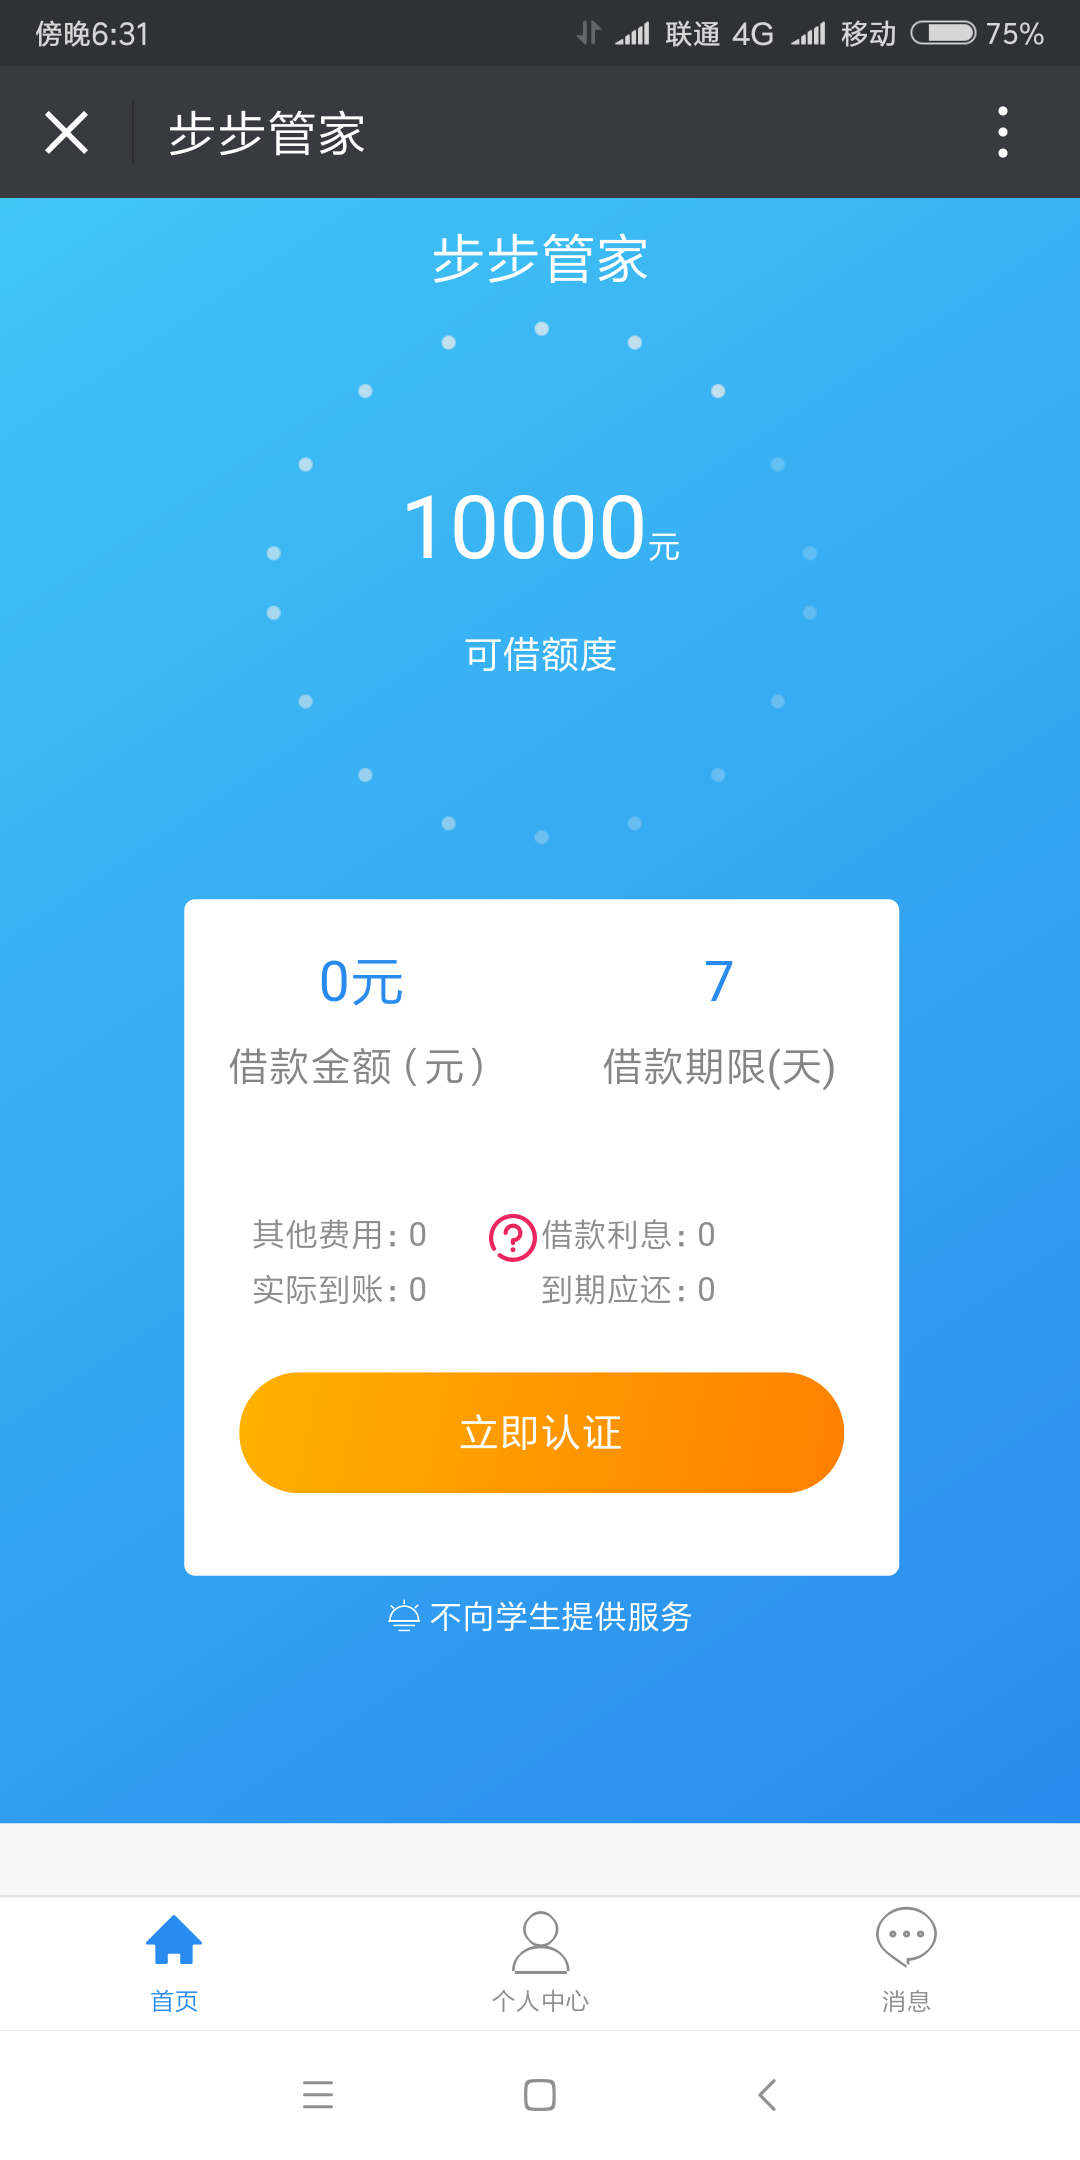 傍晚6:31 联通 4G 移动 75%
步步管家
步步管家
10000元
可借额度
0元 7
借款金额(元) 借款期限(天)
其他费用: 0 借款利息: 0
实际到账: 0 到期应还: 0
立即认证
不向学生提供服务
首页 个人中心 消息